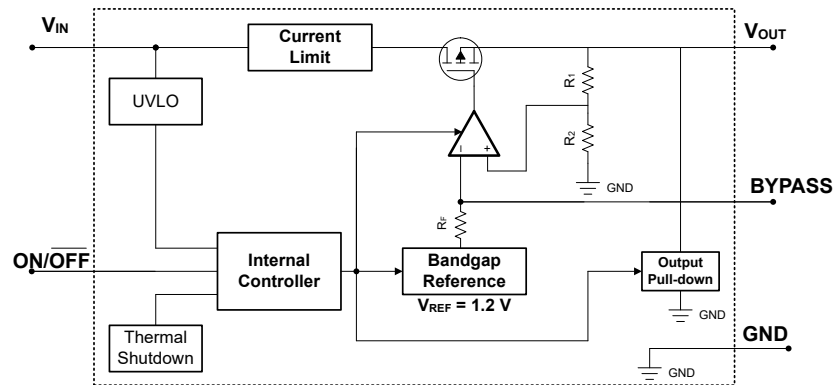 VIN
Current
Limit
VOUT
UVLO
R1
R2
- +
GND
BYPASS
RF
ON/OFF
Internal
Controller
Bandgap
Reference
VREF = 1.2 V
Output
Pull-down
GND
Thermal
Shutdown
GND
GND